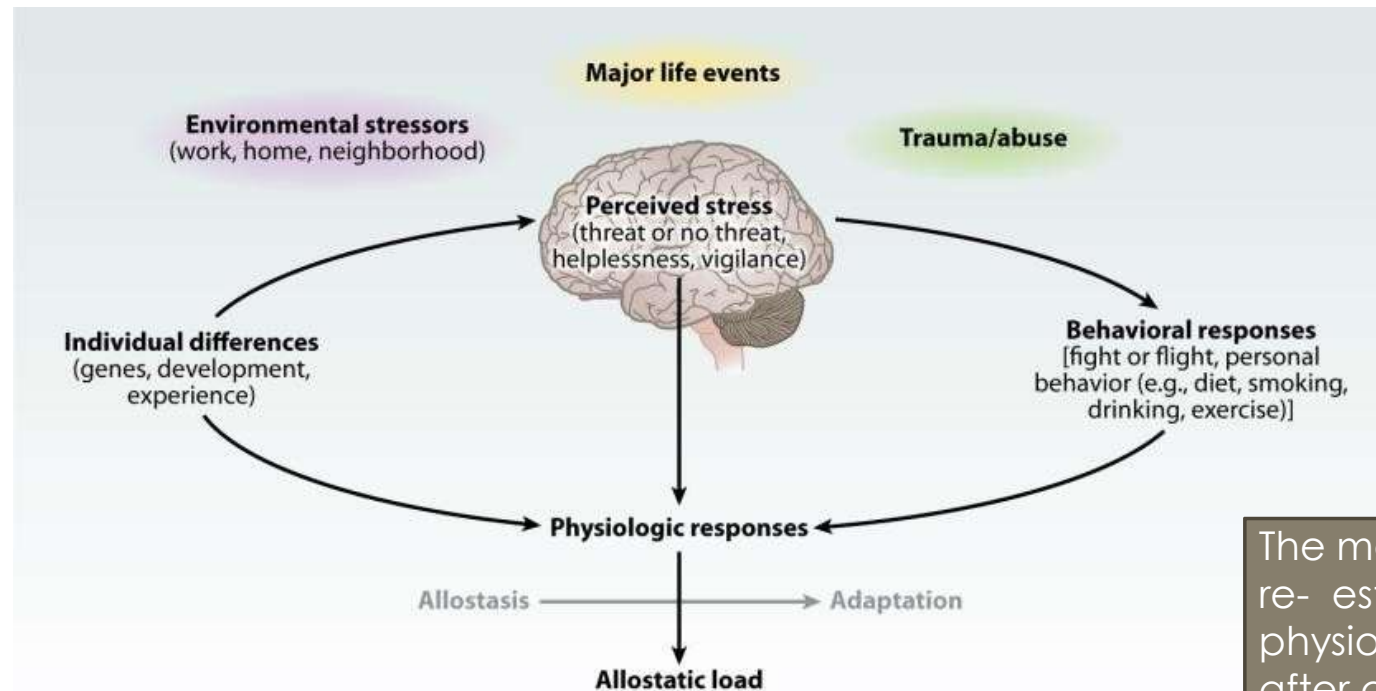 Major life events
Environmental stressors
(work, home, neighborhood)
Trauma/abuse
Perceived stress
(threat or no threat,
helplessness, vigilance)
Individual differences
(genes, development,
experience)
Behavioral responses
[fight or flight, personal
behavior (e.g., diet, smoking,
drinking, exercise)]
Physiologic responses
Allostasis
Adaptation
Allostatic load
The
re- 
physio
after